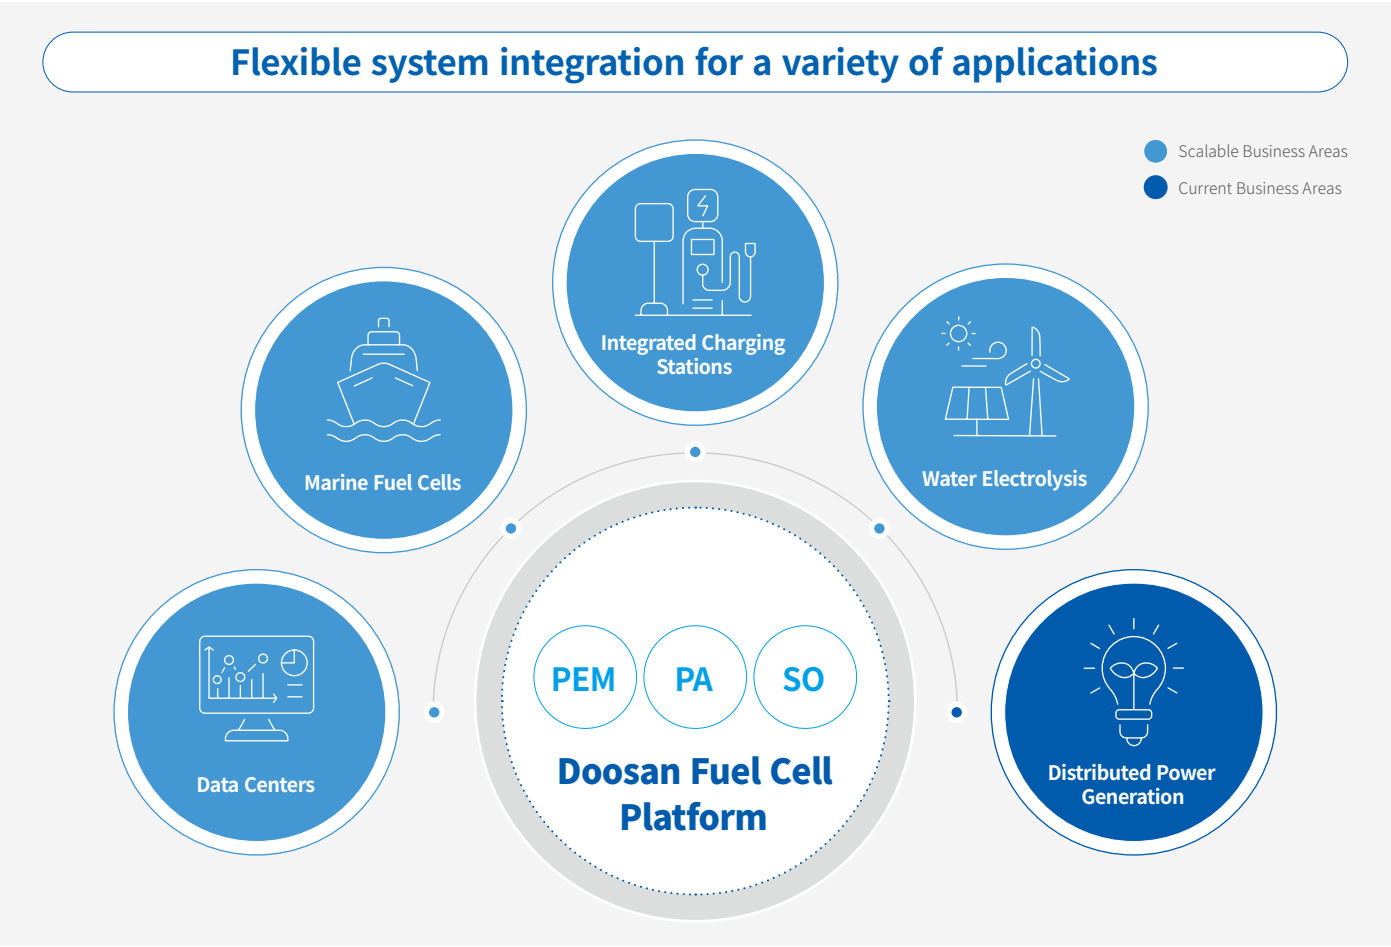 Flexible system integration for a variety of applications
Scalable Business Areas
Current Business Areas
Integrated Charging
Stations
Marine Fuel Cells
Water Electrolysis
Data Centers
PEM
PA
SO
Doosan Fuel Cell
Platform
Distributed Power
Generation